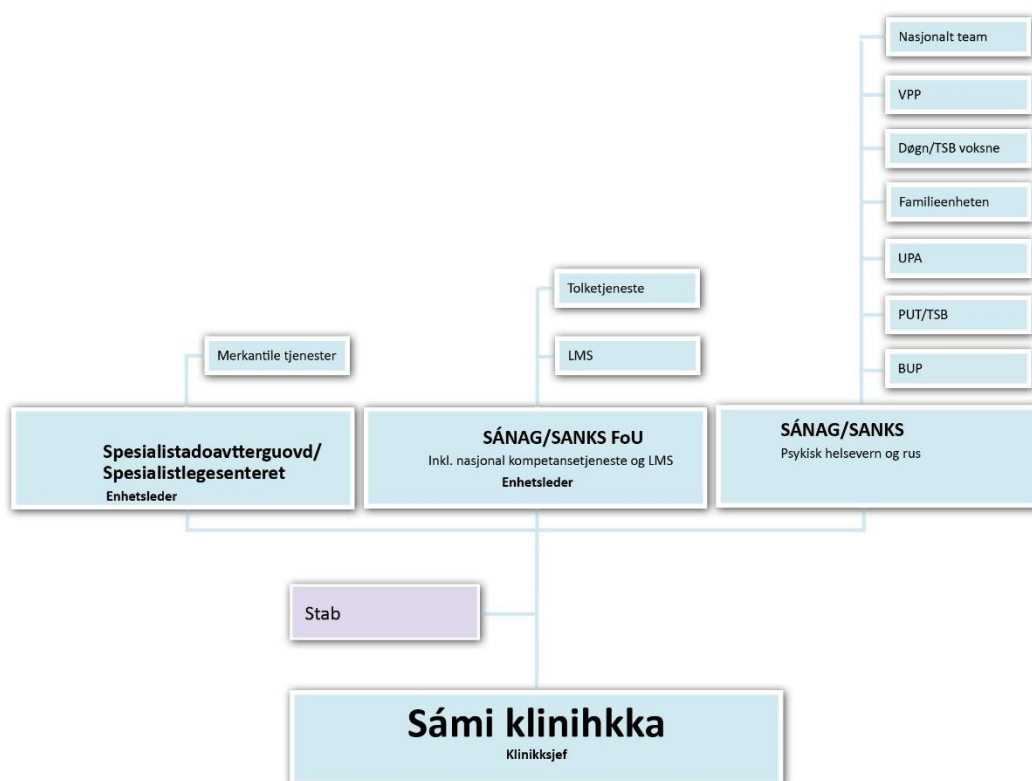 Nasjonalt team
VPP
Døgn/TSB voksne
Familieenheten
UPA
PUT/TSB
BUP
Tolketjeneste
LMS
Merkantile tjenester
Spesialistadoavtterguovd/
Spesialistlegesenteret
Enhetsleder
SÁNAG/SANKS FoU
Inkl. nasjonal kompetansetjeneste og LMS
Enhetsleder
SÁNAG/SANKS
Psykisk helsevern og rus
Stab
Sámi klinihkka
Klinikksjef